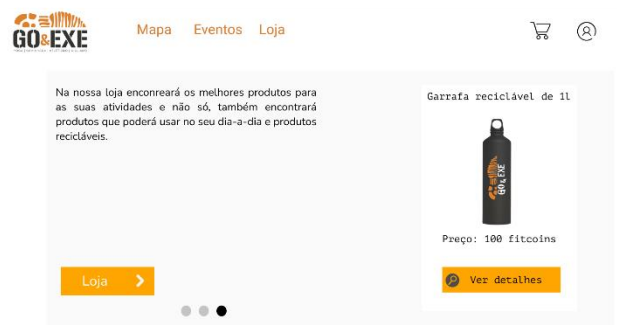 GO&EXE
Mapa Eventos Loja
Na nossa loja enconreará os melhores produtos para
as suas atividades e não só, também encontrará
produtos que poderá usar no seu dia-a-dia e produtos
recicláveis.
Loja
Garrafa reciclável de 1l
GO&EXE
Preço: 100 fitcoins
Ver detalhes